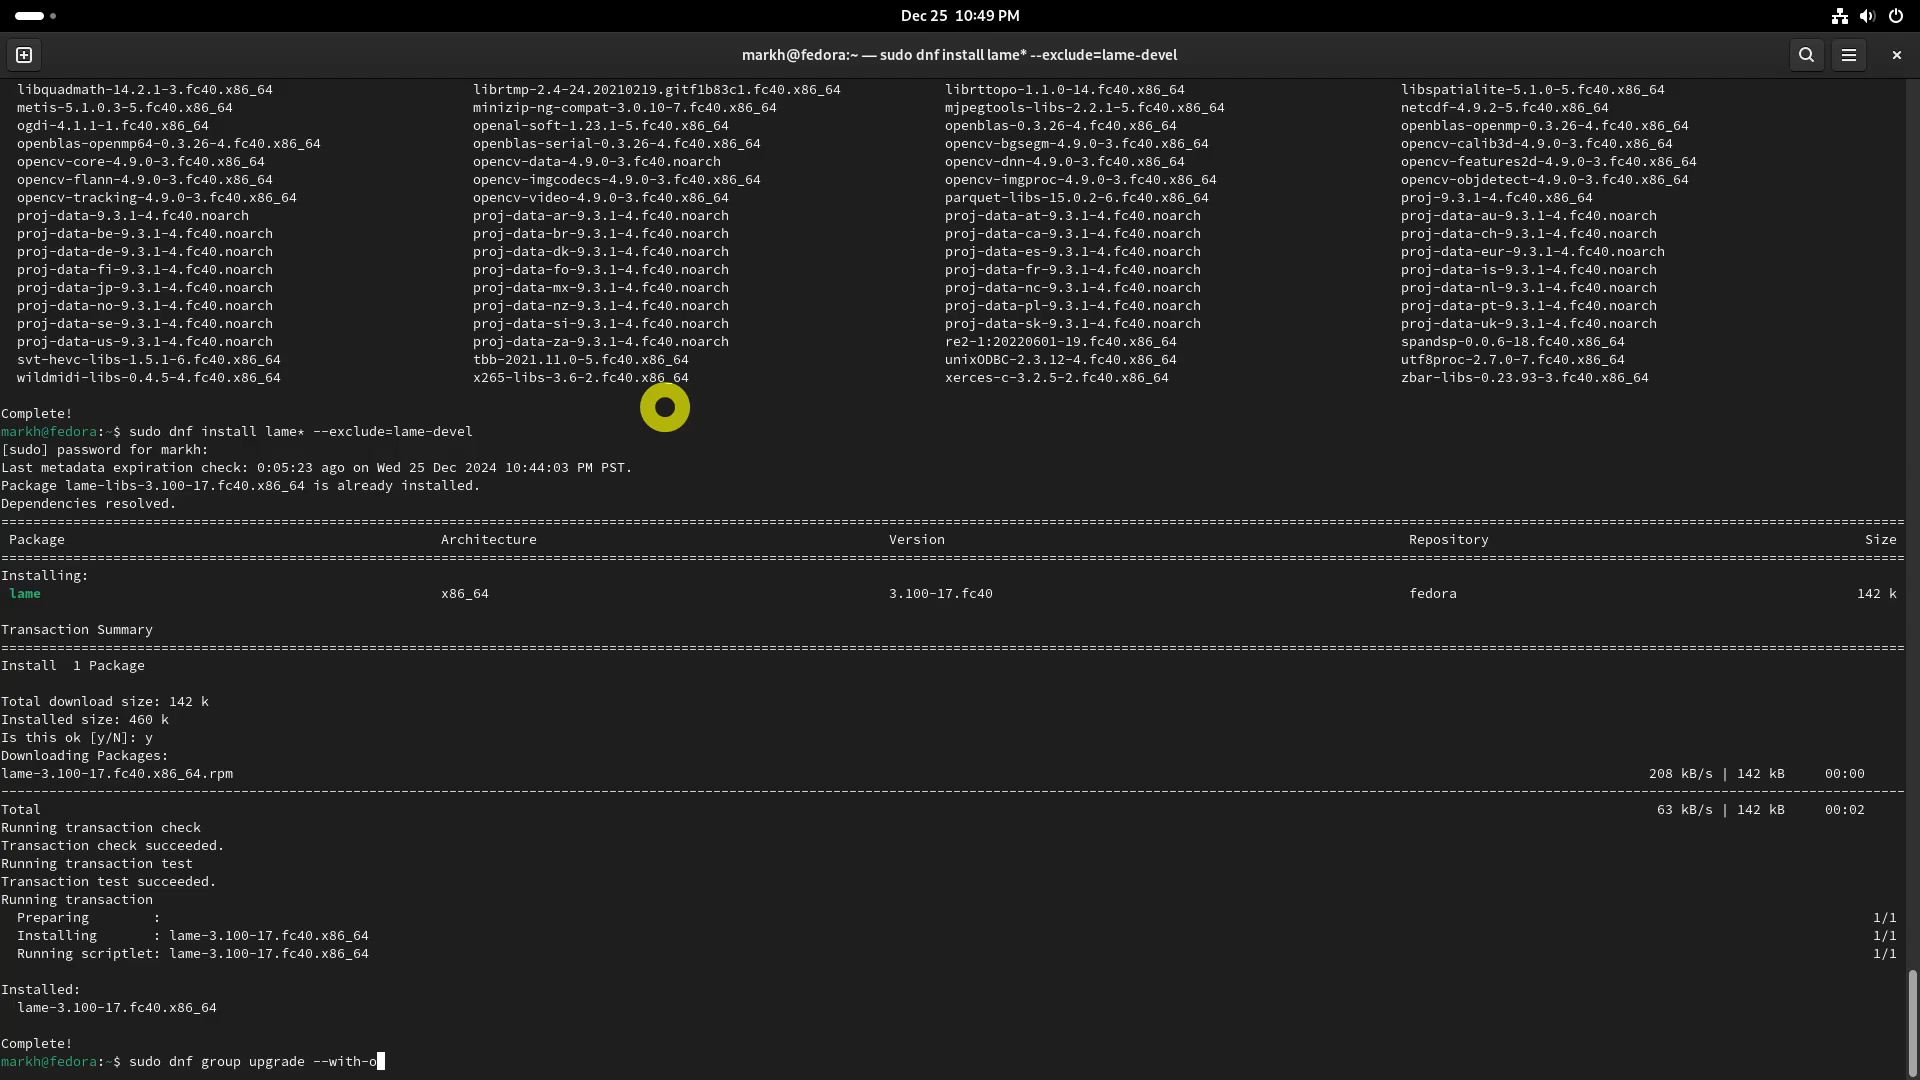 Dec 25 10:49 PM
markh@fedora:~ — sudo dnf install lame* --exclude=lame-devel
libquadmath-14.2.1-3.fc40.x86_64 librtmp-2.4-24.20210219.gitf1b83c1.fc40.x86_64 librttopo-1.1.0-14.fc40.x86_64 libspatialite-5.1.0-5.fc40.x86_64
metis-5.1.0.3-5.fc40.x86_64 minizip-ng-compat-3.0.10-7.fc40.x86_64 mjpegtools-libs-2.2.1-5.fc40.x86_64 netcdf-4.9.2-5.fc40.x86_64
ogdi-4.1.1-1.fc40.x86_64 openal-soft-1.23.1-5.fc40.x86_64 openblas-0.3.26-4.fc40.x86_64 openblas-openmp-0.3.26-4.fc40.x86_64
openblas-openmp64-0.3.26-4.fc40.x86_64 openblas-serial-0.3.26-4.fc40.x86_64 opencv-bgsegm-4.9.0-3.fc40.x86_64 opencv-calib3d-4.9.0-3.fc40.x86_64
opencv-core-4.9.0-3.fc40.x86_64 opencv-data-4.9.0-3.fc40.noarch opencv-dnn-4.9.0-3.fc40.x86_64 opencv-features2d-4.9.0-3.fc40.x86_64
opencv-flann-4.9.0-3.fc40.x86_64 opencv-imgcodecs-4.9.0-3.fc40.x86_64 opencv-imgproc-4.9.0-3.fc40.x86_64 opencv-objdetect-4.9.0-3.fc40.x86_64
opencv-tracking-4.9.0-3.fc40.x86_64 opencv-video-4.9.0-3.fc40.x86_64 parquet-libs-15.0.2-6.fc40.x86_64 proj-9.3.1-4.fc40.x86_64
proj-data-9.3.1-4.fc40.noarch proj-data-ar-9.3.1-4.fc40.noarch proj-data-at-9.3.1-4.fc40.noarch proj-data-au-9.3.1-4.fc40.noarch
proj-data-be-9.3.1-4.fc40.noarch proj-data-br-9.3.1-4.fc40.noarch proj-data-ca-9.3.1-4.fc40.noarch proj-data-ch-9.3.1-4.fc40.noarch
proj-data-de-9.3.1-4.fc40.noarch proj-data-dk-9.3.1-4.fc40.noarch proj-data-es-9.3.1-4.fc40.noarch proj-data-eur-9.3.1-4.fc40.noarch
proj-data-fi-9.3.1-4.fc40.noarch proj-data-fo-9.3.1-4.fc40.noarch proj-data-fr-9.3.1-4.fc40.noarch proj-data-is-9.3.1-4.fc40.noarch
proj-data-jp-9.3.1-4.fc40.noarch proj-data-mx-9.3.1-4.fc40.noarch proj-data-nc-9.3.1-4.fc40.noarch proj-data-nl-9.3.1-4.fc40.noarch
proj-data-no-9.3.1-4.fc40.noarch proj-data-nz-9.3.1-4.fc40.noarch proj-data-pl-9.3.1-4.fc40.noarch proj-data-pt-9.3.1-4.fc40.noarch
proj-data-se-9.3.1-4.fc40.noarch proj-data-si-9.3.1-4.fc40.noarch proj-data-sk-9.3.1-4.fc40.noarch proj-data-uk-9.3.1-4.fc40.noarch
proj-data-us-9.3.1-4.fc40.noarch proj-data-za-9.3.1-4.fc40.noarch re2-1:20220601-19.fc40.x86_64 spandsp-0.0.6-18.fc40.x86_64
svt-hevc-libs-1.5.1-6.fc40.x86_64 tbb-2021.11.0-5.fc40.x86_64 unixODBC-2.3.12-4.fc40.x86_64 utf8proc-2.7.0-7.fc40.x86_64
wildmidi-libs-0.4.5-4.fc40.x86_64 x265-libs-3.6-2.fc40.x86_64 xerces-c-3.2.5-2.fc40.x86_64 zbar-libs-0.23.93-3.fc40.x86_64
Complete!
markh@fedora:~$ sudo dnf install lame* --exclude=lame-devel
[sudo] password for markh:
Last metadata expiration check: 0:05:23 ago on Wed 25 Dec 2024 10:44:03 PM PST.
Package lame-libs-3.100-17.fc40.x86_64 is already installed.
Dependencies resolved.
Package Architecture Version Repository Size
Installing:
lame x86_64 3.100-17.fc40 fedora 142 k
Transaction Summary
Install 1 Package
Total download size: 142 k
Installed size: 460 k
Is this ok [y/N]: y
Downloading Packages:
lame-3.100-17.fc40.x86_64.rpm 208 kB/s | 142 kB 00:00
Total 63 kB/s | 142 kB 00:02
Running transaction check
Transaction check succeeded.
Running transaction test
Transaction test succeeded.
Running transaction
Preparing : 1/1
Installing : lame-3.100-17.fc40.x86_64 1/1
Running scriptlet: lame-3.100-17.fc40.x86_64 1/1
Installed:
lame-3.100-17.fc40.x86_64
Complete!
markh@fedora:~$ sudo dnf group upgrade --with-o